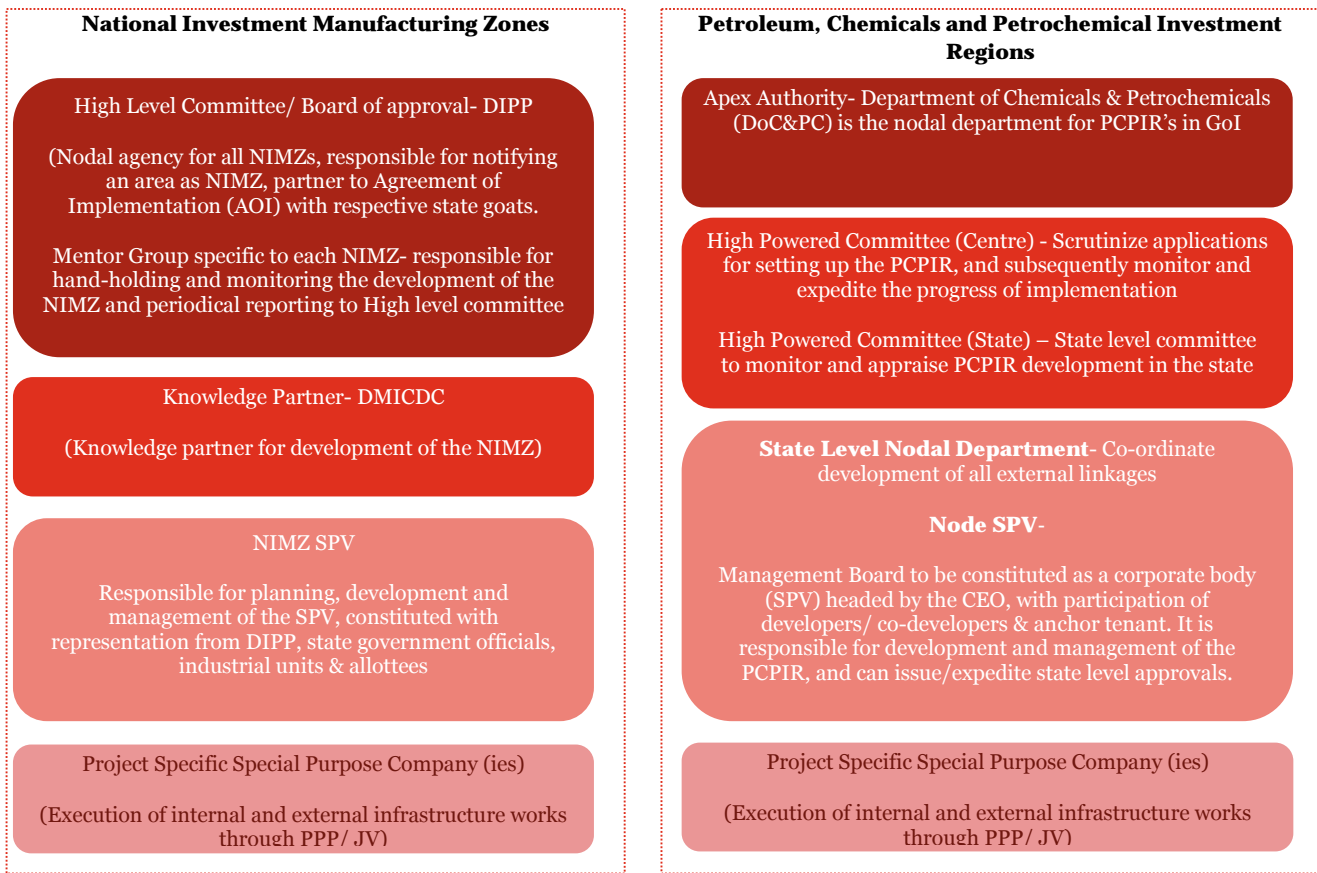 National Investment Manufacturing Zones
High Level Committee/ Board of approval- DIPP
(Nodal agency for all NIMZs, responsible for notifying
an area as NIMZ, partner to Agreement of
Implementation (AOI) with respective state goats.
Mentor Group specific to each NIMZ- responsible for
hand-holding and monitoring the development of the
NIMZ and periodical reporting to High level committee
Knowledge Partner- DMICDC
(Knowledge partner for development of the NIMZ)
NIMZ SPV
Responsible for planning, development and
management of the SPV, constituted with
representation from DIPP, state government officials,
industrial units & allottees
Project Specific Special Purpose Company (ies)
(Execution of internal and external infrastructure works
through PPP/ JV)
Petroleum, Chemicals and Petrochemical Investment
Regions
Apex Authority- Department of Chemicals & Petrochemicals
(DoC&PC) is the nodal department for PCPIR's in GoI
High Powered Committee (Centre) - Scrutinize applications
for setting up the PCPIR, and subsequently monitor and
expedite the progress of implementation
High Powered Committee (State) – State level committee
to monitor and appraise PCPIR development in the state
State Level Nodal Department- Co-ordinate
development of all external linkages
Node SPV-
Management Board to be constituted as a corporate body
(SPV) headed by the CEO, with participation of
developers/ co-developers & anchor tenant. It is
responsible for development and management of the
PCPIR, and can issue/expedite state level approvals.
Project Specific Special Purpose Company (ies)
(Execution of internal and external infrastructure works
through PPP/ JV)